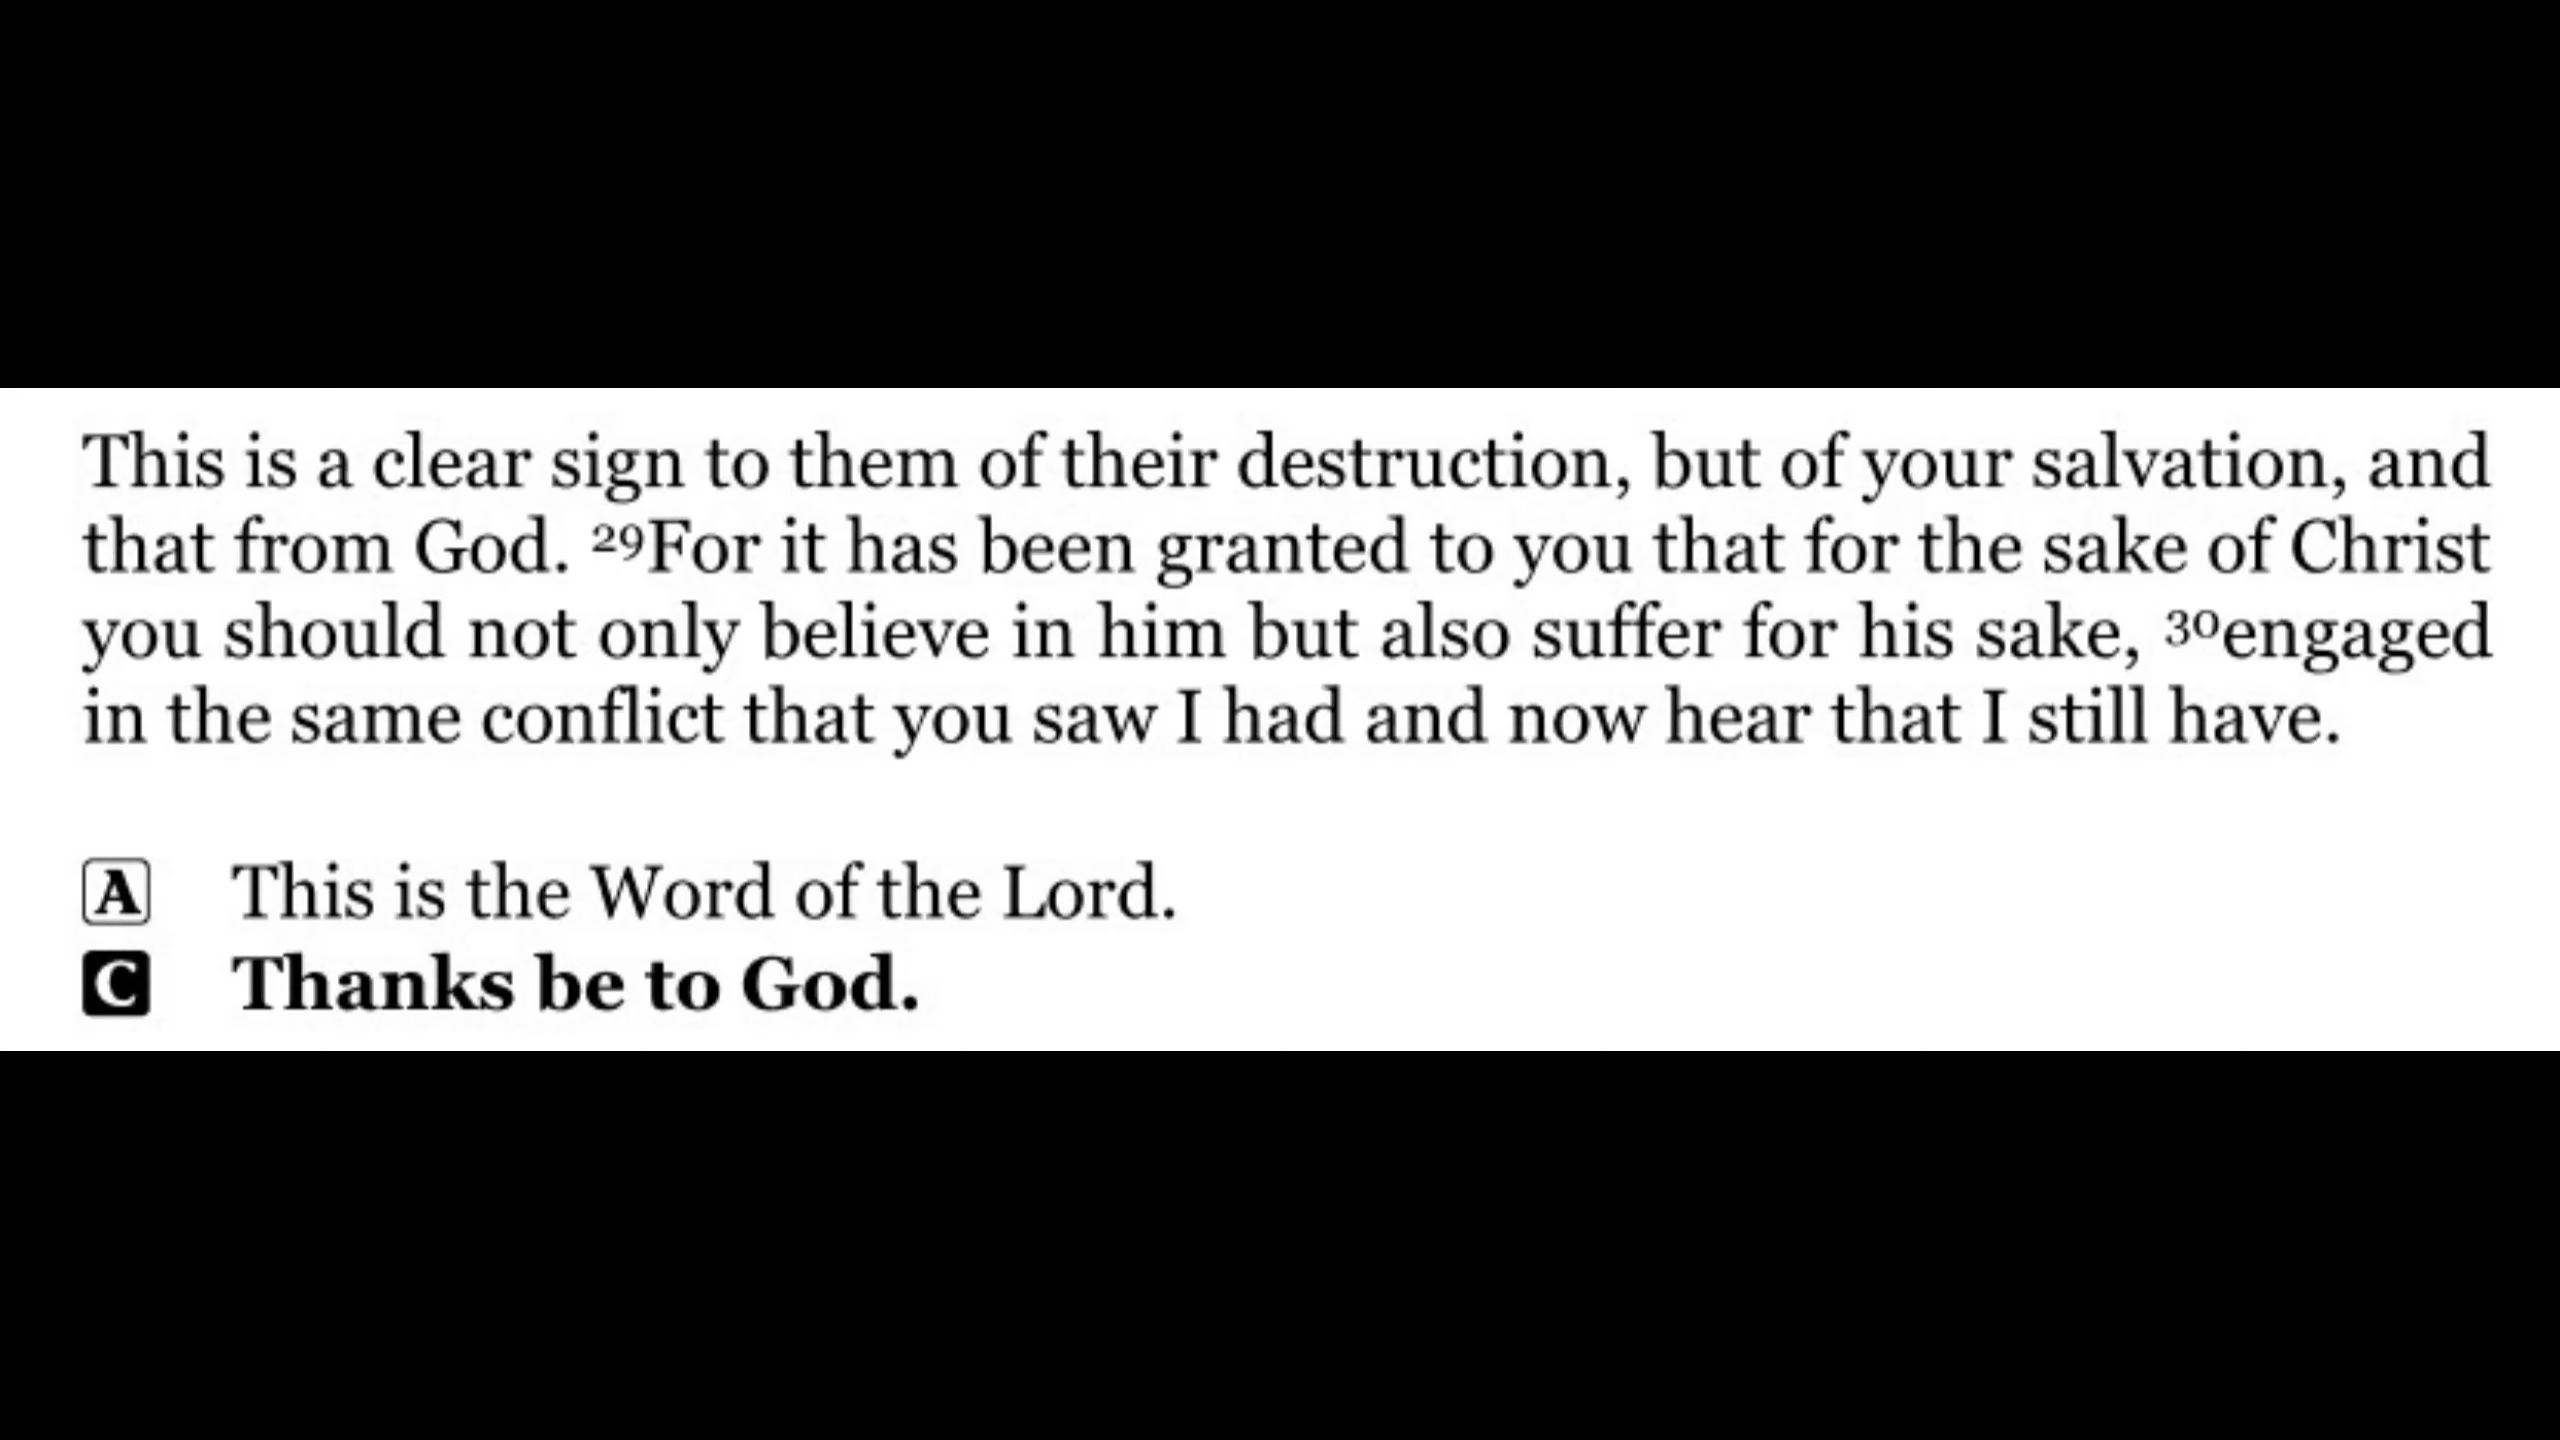 This is a clear sign to them of their destruction, but of your salvation, and
that from God. ²⁹For it has been granted to you that for the sake of Christ
you should not only believe in him but also suffer for his sake, ³⁰engaged
in the same conflict that you saw I had and now hear that I still have.
A This is the Word of the Lord.
C Thanks be to God.